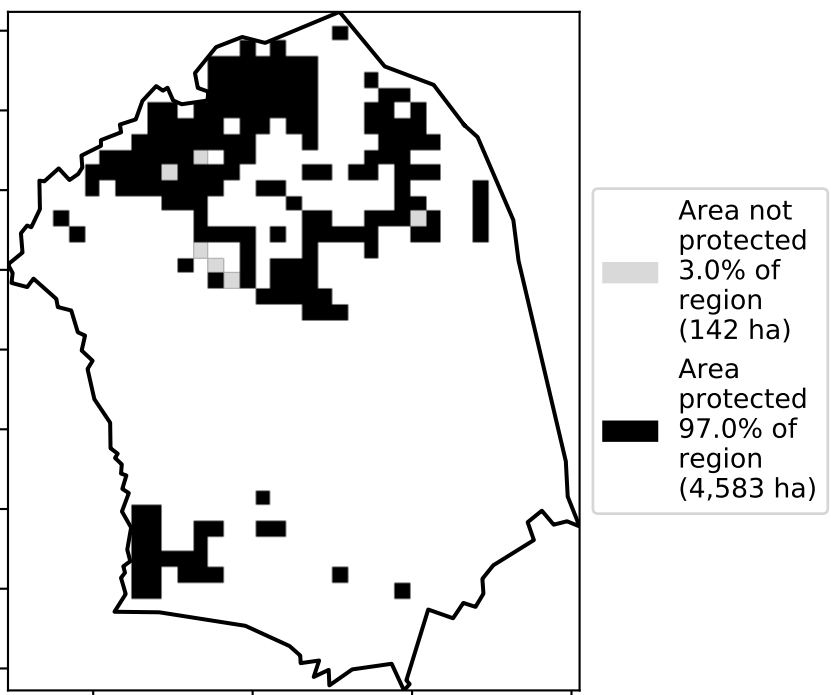 Area not
protected
3.0% of
region
(142 ha)
Area
protected
97.0% of
region
(4,583 ha)